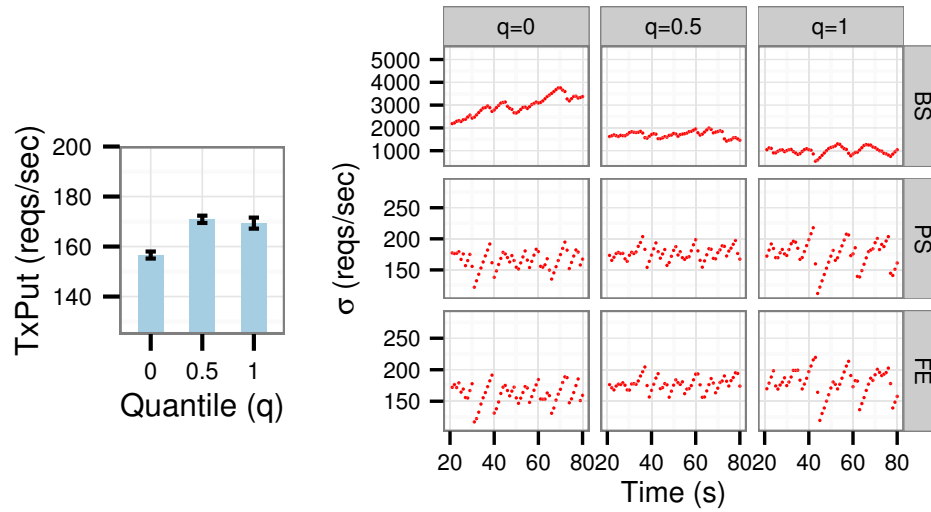 TxPut (reqs/sec)
200
180
160
140
0 0.5 1
Quantile (q)
σ (reqs/sec)
q=0 q=0.5 q=1
5000
4000
3000
2000
1000
BS
250
200
150
PS
250
200
150
FE
20 40 60 80 20 40 60 80 20 40 60 80
Time (s)